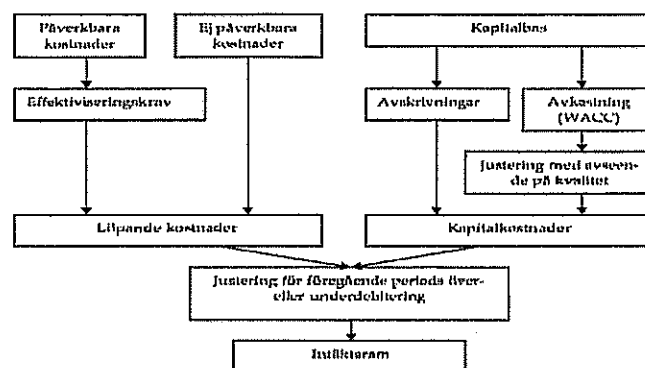 Påverkbara
kostnader
Ej påverkbara
kostnader
Kapitalbas
Effektiviseringskrav
Avskrivningar
Avkastning
(WACC)
Justering med avseen-
de på kvalitet
Löpande kostnader
Kapitalkostnader
Justering för föregående periods över-
eller underdebitering
Intäktsram